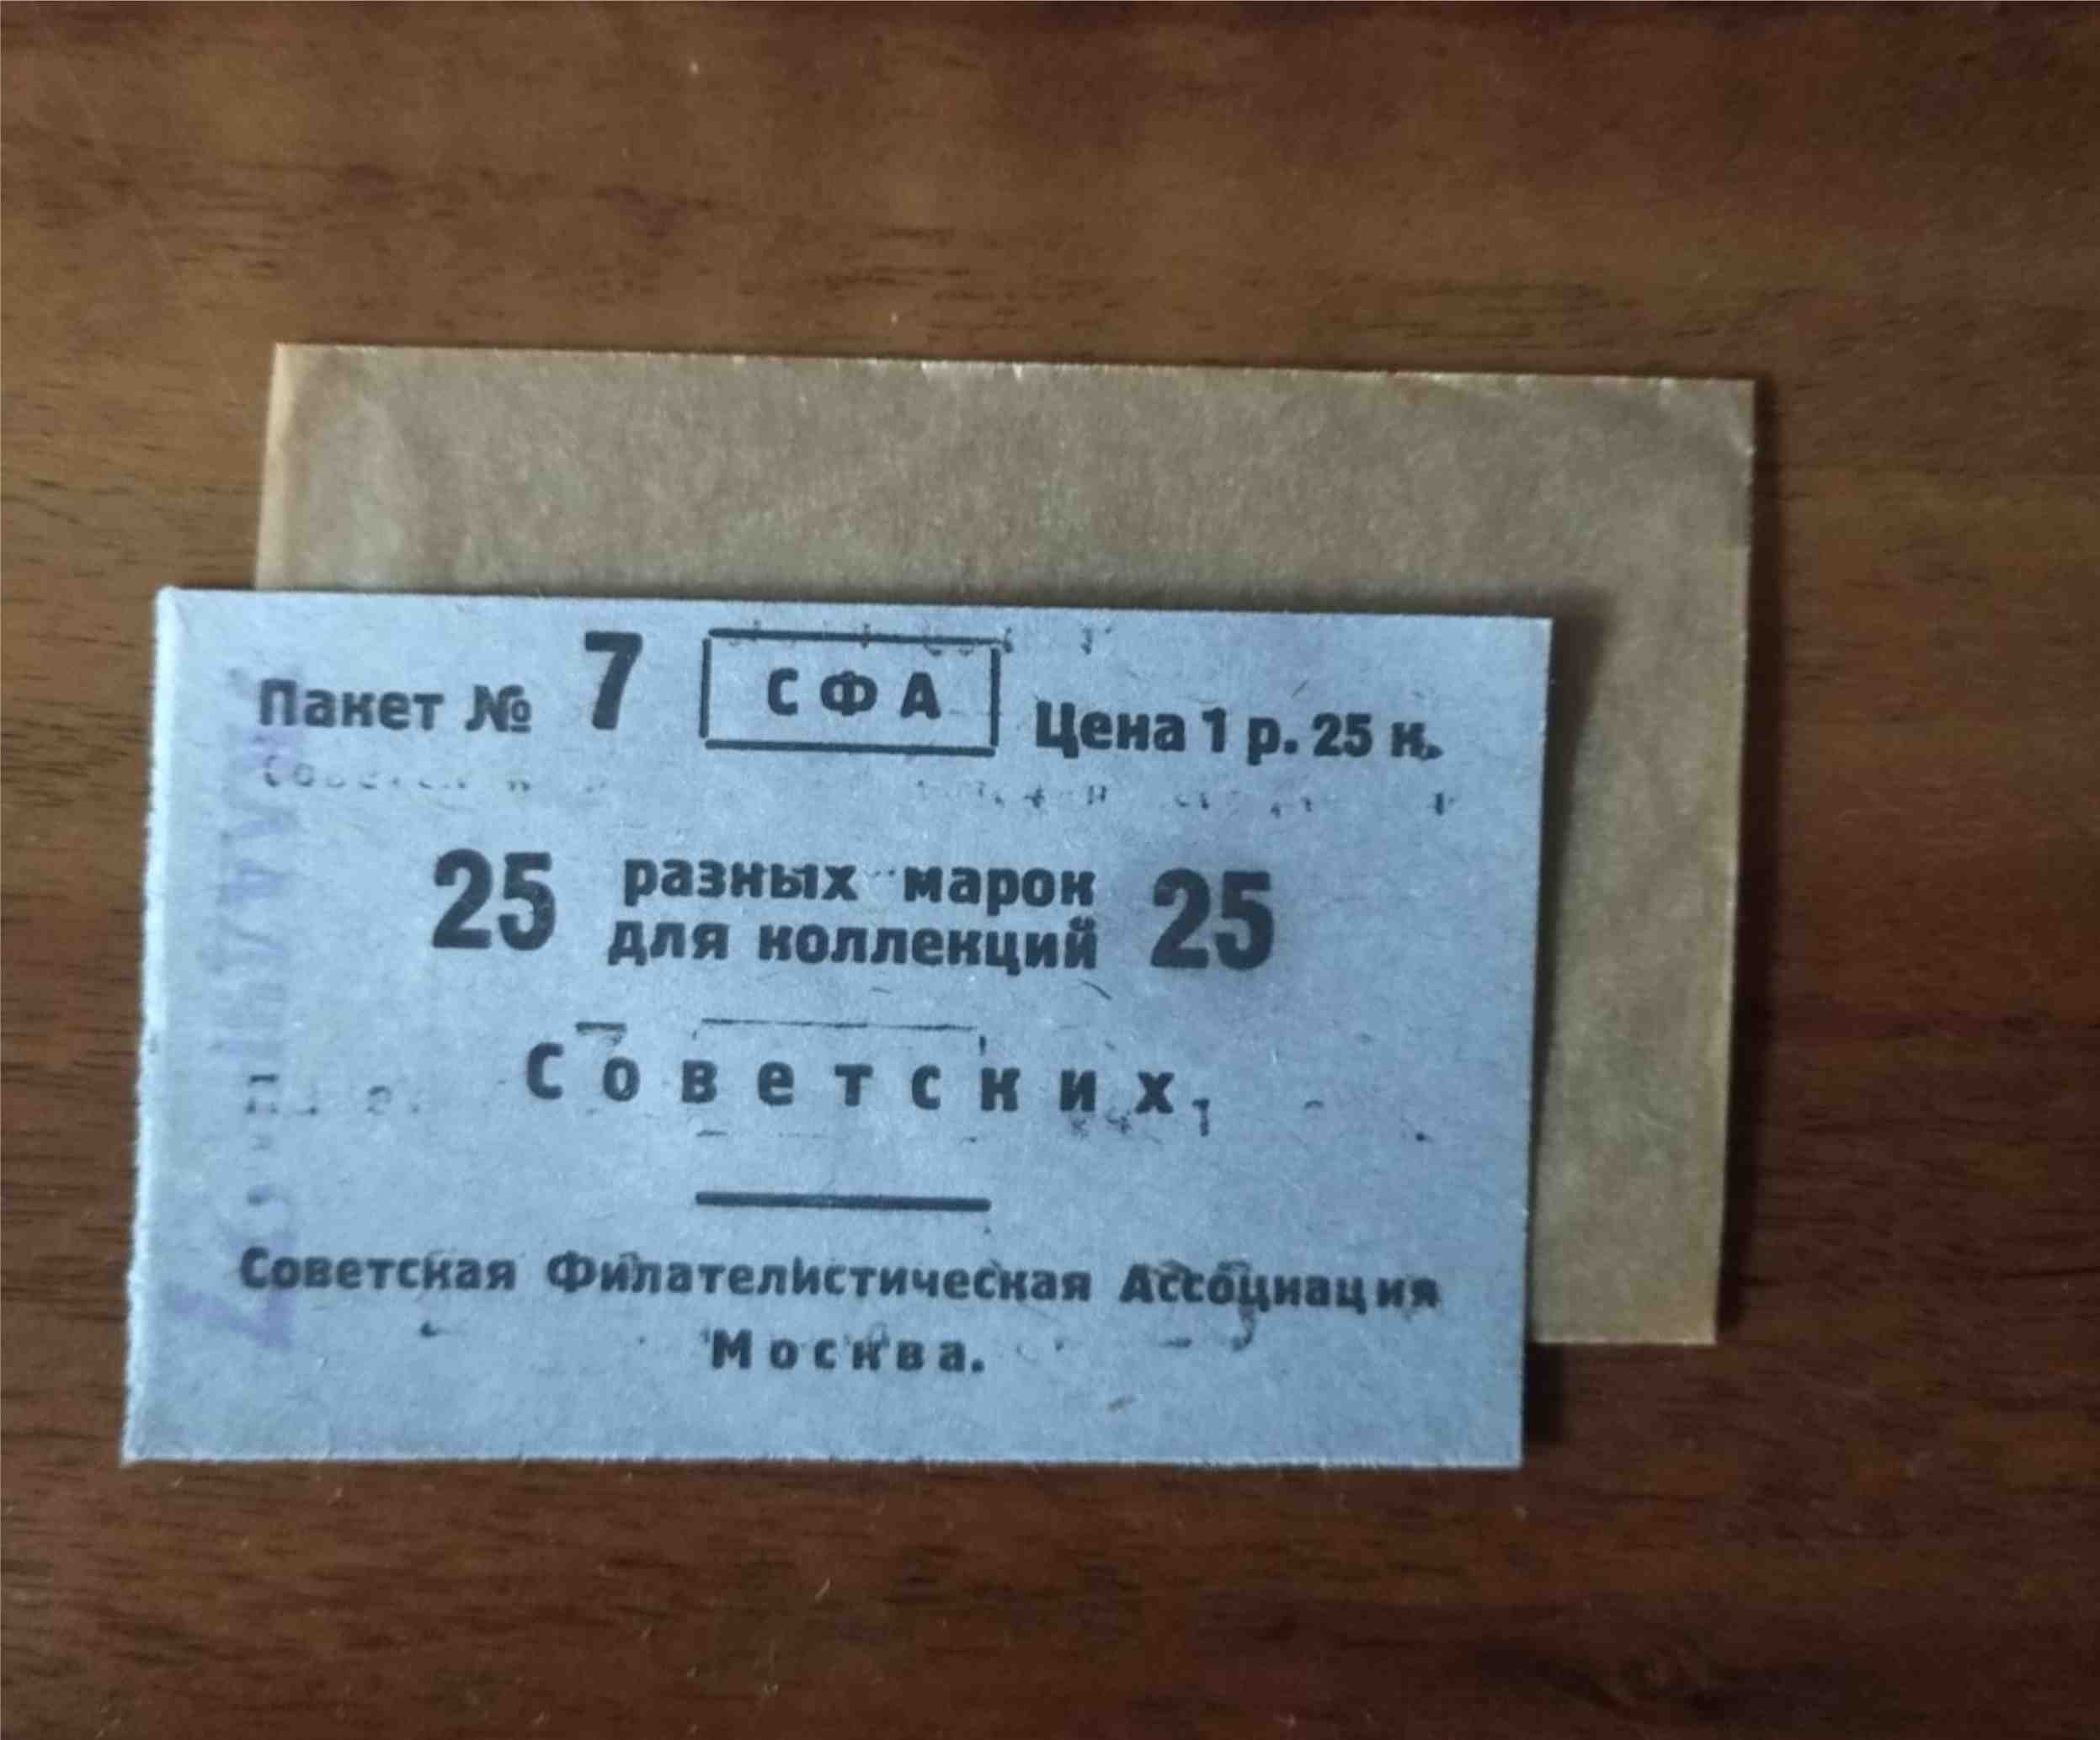 Пакет № 7 СФА Цена 1 р. 25 к.
25 разных марок 25
для коллекций
Советских
Советская Филателистическая Ассоциация
Москва.